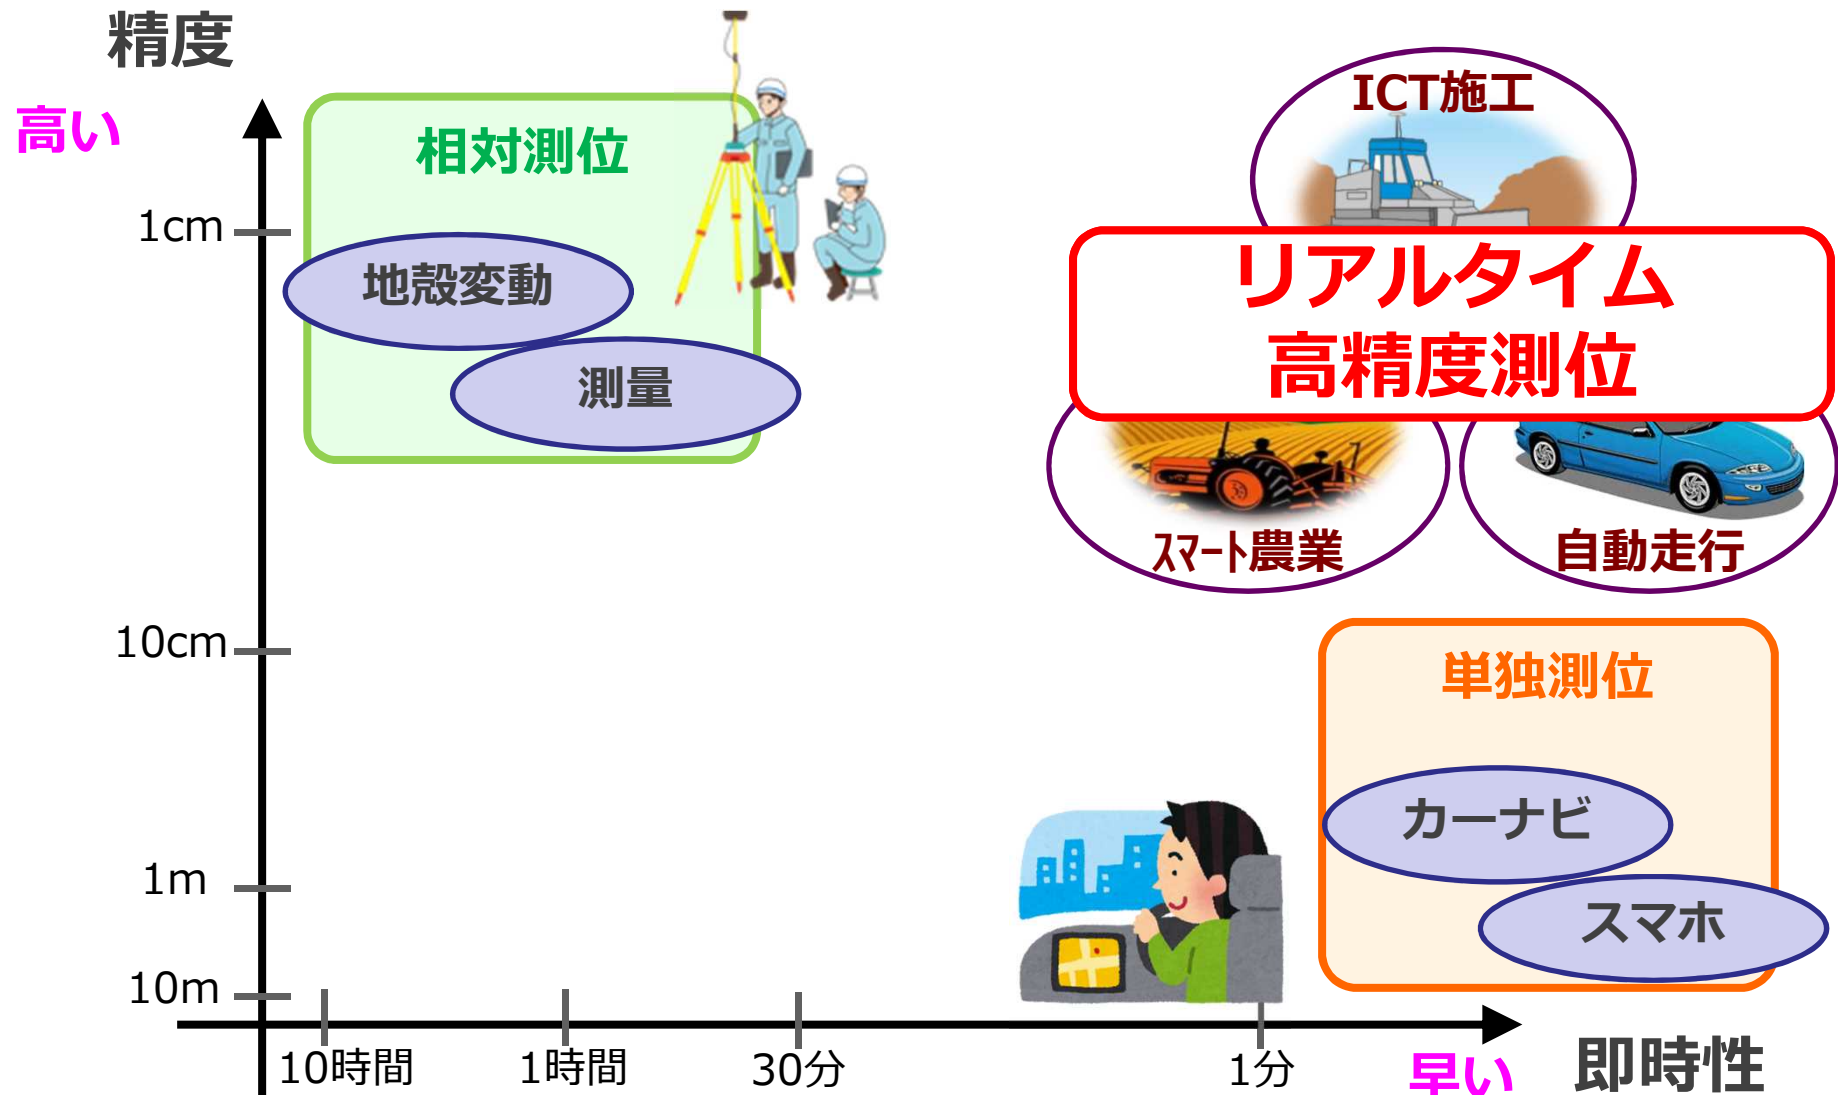 精度
高い
相対測位
ICT施工
1cm
地殻変動
測量
リアルタイム
高精度測位
ｽﾏｰﾄ農業
自動走行
10cm
単独測位
カーナビ
1m
スマホ
10m
10時間
1時間
30分
1分
早い
即時性